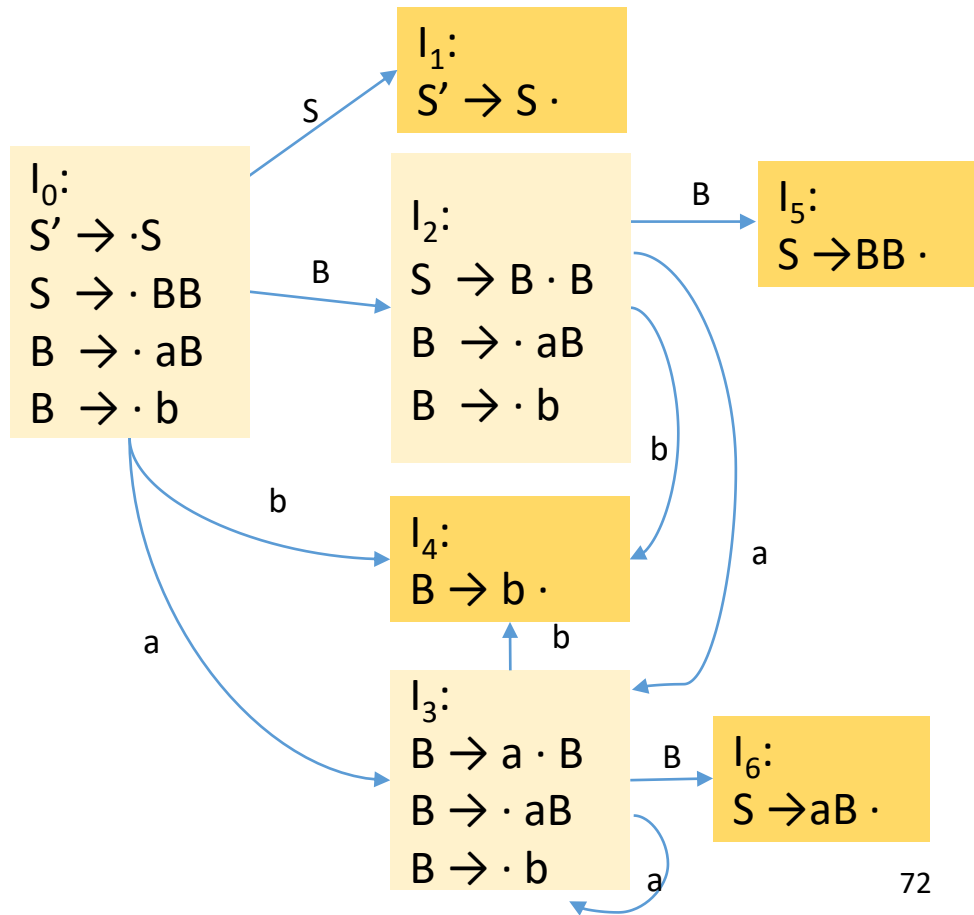 I₁:
S’ → S ·
S
I₀:
S’ → ·S
S → · BB
B → · aB
B → · b
B
I₂:
S → B · B
B → · aB
B → · b
B
I₅:
S →BB ·
b
a
b
I₄:
B → b ·
a
b
I₃:
B → a · B
B → · aB
B → · b
B
I₆:
S →aB ·
a
72